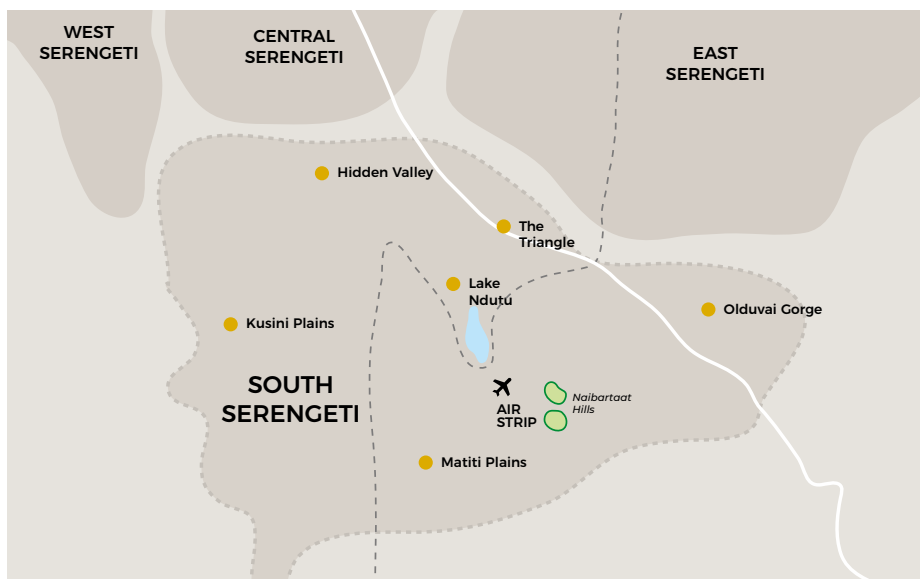 WEST
SERENGETI
CENTRAL
SERENGETI
EAST
SERENGETI
Hidden Valley
The
Triangle
Lake
Ndutu
Olduvai Gorge
Kusini Plains
SOUTH
SERENGETI
AIR
STRIP
Naibartaat
Hills
Matiti Plains